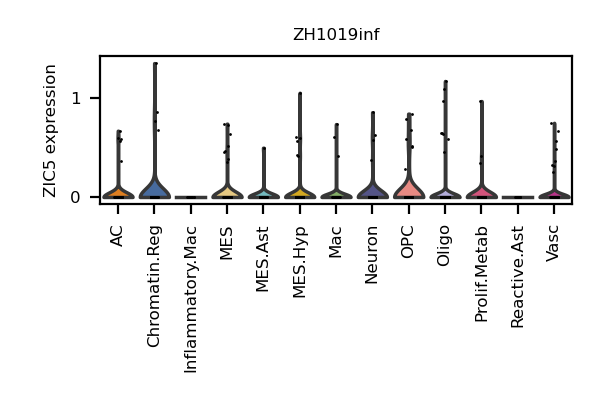 ZH1019inf
ZIC5 expression
1
0
AC
Chromatin.Reg
Inflammatory.Mac
MES
MES.Ast
MES.Hyp
Mac
Neuron
OPC
Oligo
Prolif.Metab
Reactive.Ast
Vasc